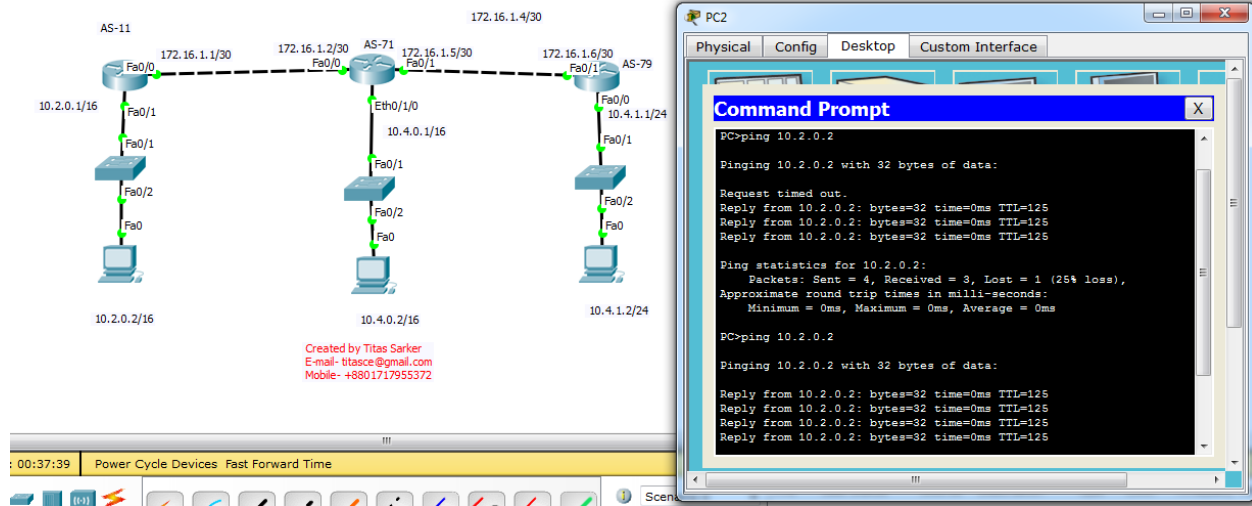 AS-11
172.16.1.4/30
172.16.1.1/30
172.16.1.2/30
AS-71
172.16.1.5/30
172.16.1.6/30
AS-79
Fa0/0
Fa0/0
Fa0/1
Fa0/1
10.2.0.1/16
Fa0/1
Eth0/1/0
Fa0/0
10.4.1.1/24
10.4.0.1/16
Fa0/1
Fa0/1
Fa0/1
Fa0/2
Fa0/2
Fa0/2
Fa0
Fa0
Fa0
10.2.0.2/16
10.4.0.2/16
10.4.1.2/24
Created by Titas Sarker
E-mail- titasce@gmail.com
Mobile- +8801717955372
: 00:37:39 Power Cycle Devices Fast Forward Time
PC2
Physical Config Desktop Custom Interface
Command Prompt
X
PC>ping 10.2.0.2
Pinging 10.2.0.2 with 32 bytes of data:
Request timed out.
Reply from 10.2.0.2: bytes=32 time=0ms TTL=125
Reply from 10.2.0.2: bytes=32 time=0ms TTL=125
Reply from 10.2.0.2: bytes=32 time=0ms TTL=125
Ping statistics for 10.2.0.2:
Packets: Sent = 4, Received = 3, Lost = 1 (25% loss),
Approximate round trip times in milli-seconds:
Minimum = 0ms, Maximum = 0ms, Average = 0ms
PC>ping 10.2.0.2
Pinging 10.2.0.2 with 32 bytes of data:
Reply from 10.2.0.2: bytes=32 time=0ms TTL=125
Reply from 10.2.0.2: bytes=32 time=0ms TTL=125
Reply from 10.2.0.2: bytes=32 time=0ms TTL=125
Reply from 10.2.0.2: bytes=32 time=0ms TTL=125